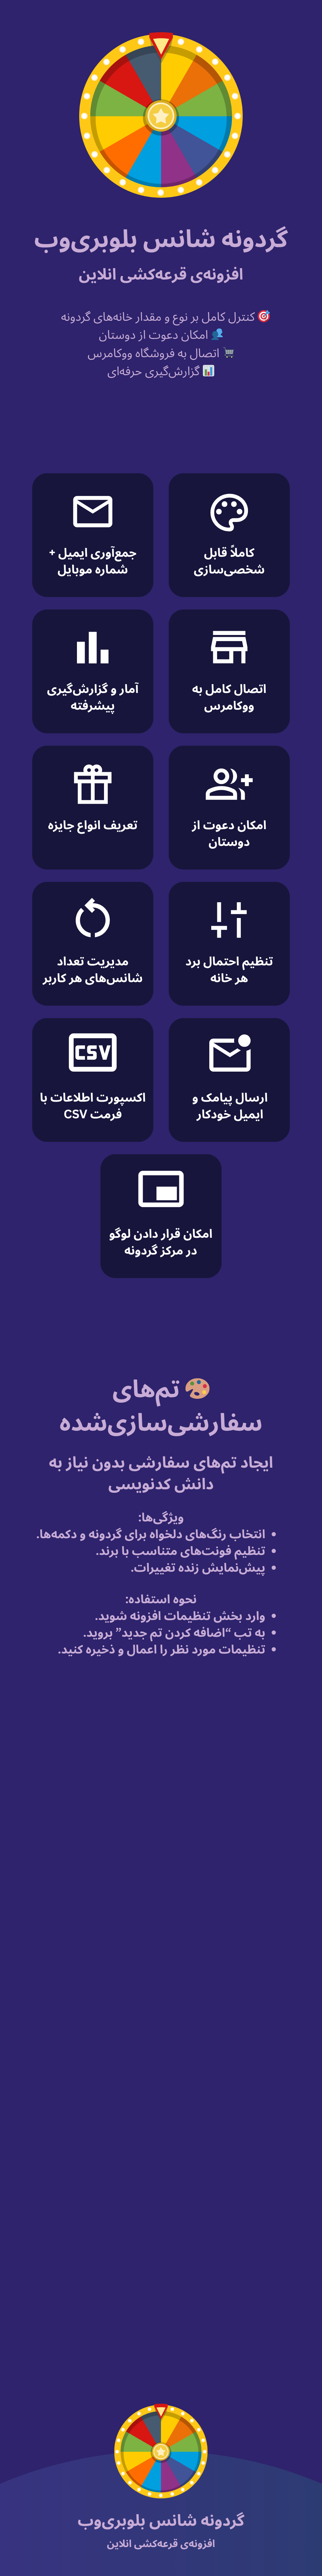 گردونه شانس بلوبری‌وب
افزونه‌ی قرعه‌کشی انلاین
🎯 کنترل کامل بر نوع و مقدار خانه‌های گردونه
👥 امکان دعوت از دوستان
🛒 اتصال به فروشگاه ووکامرس
📊 گزارش‌گیری حرفه‌ای
کاملاً قابل
شخصی‌سازی
جمع‌آوری ایمیل +
شماره موبایل
اتصال کامل به
ووکامرس
آمار و گزارش‌گیری
پیشرفته
امکان دعوت از
دوستان
تعریف انواع جایزه
تنظیم احتمال برد
هر خانه
مدیریت تعداد
شانس‌های هر کاربر
ارسال پیامک و
ایمیل خودکار
CSV
اکسپورت اطلاعات با
فرمت CSV
امکان قرار دادن لوگو
در مرکز گردونه
🎨 تم‌های
سفارشی‌سازی‌شده
ایجاد تم‌های سفارشی بدون نیاز به
دانش کدنویسی
ویژگی‌ها:
• انتخاب رنگ‌های دلخواه برای گردونه و دکمه‌ها.
• تنظیم فونت‌های متناسب با برند.
• پیش‌نمایش زنده تغییرات.
نحوه استفاده:
• وارد بخش تنظیمات افزونه شوید.
• به تب “اضافه کردن تم جدید” بروید.
• تنظیمات مورد نظر را اعمال و ذخیره کنید.
گردونه شانس بلوبری‌وب
افزونه‌ی قرعه‌کشی انلاین